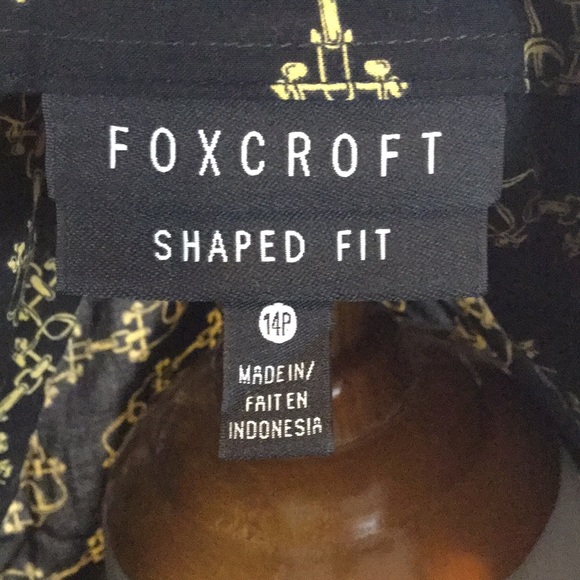 FOXCROFT
SHAPED FIT
14P
MADE IN/
FAIT EN
INDONESIA